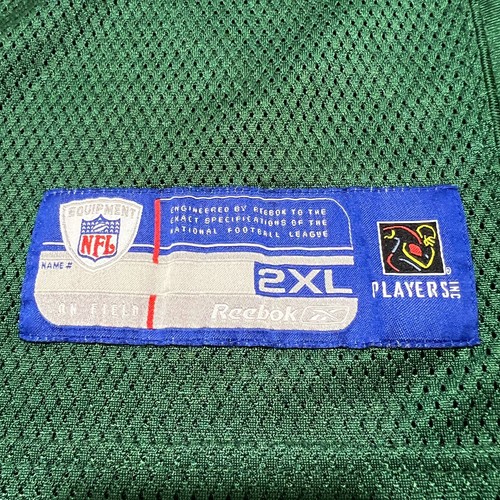 EQUIPMENT
NFL
ENGINEERED BY REEBOK TO THE
EXACT SPECIFICATIONS OF THE
NATIONAL FOOTBALL LEAGUE
NAME #
2XL
ON FIELD
Reebok
®
PLAYERS INC